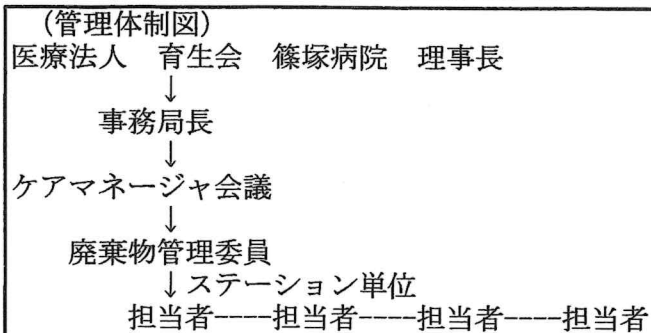 (管理体制図)
医療法人　育生会　篠塚病院　理事長
↓
事務局長
↓
ケアマネージャ会議
↓
廃棄物管理委員
↓ステーション単位
担当者----担当者----担当者----担当者